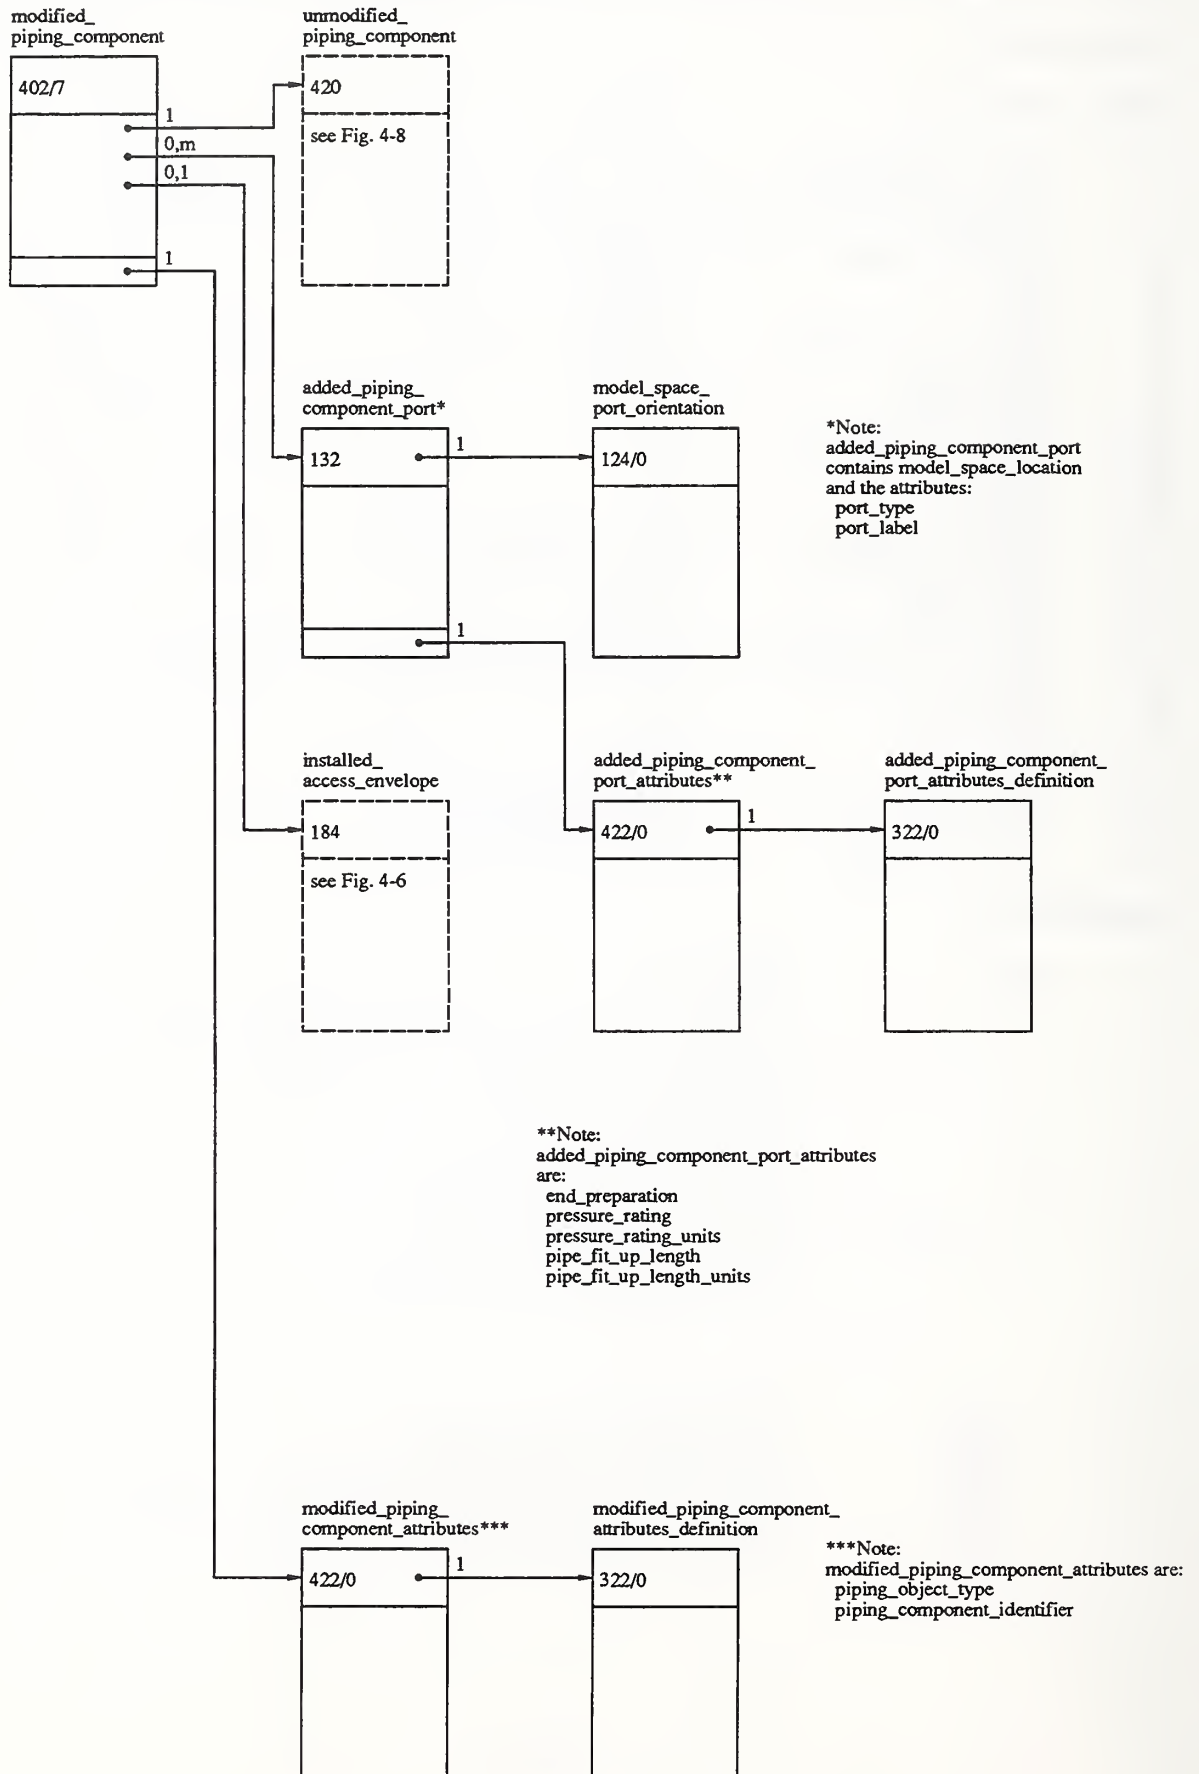 modified_
piping_component
unmodified_
piping_component
402/7
420
1
see Fig. 4-8
0,m
0,1
1
added_piping_
component_port*
model_space_
port_orientation
132
1
124/0
*Note:
added_piping_component_port
contains model_space_location
and the attributes:
port_type
port_label
1
installed_
access_envelope
added_piping_component_
port_attributes**
added_piping_component_
port_attributes_definition
184
422/0
1
322/0
see Fig. 4-6
**Note:
added_piping_component_port_attributes
are:
end_preparation
pressure_rating
pressure_rating_units
pipe_fit_up_length
pipe_fit_up_length_units
modified_piping_
component_attributes***
modified_piping_component_
attributes_definition
422/0
1
322/0
***Note:
modified_piping_component_attributes are:
piping_object_type
piping_component_identifier